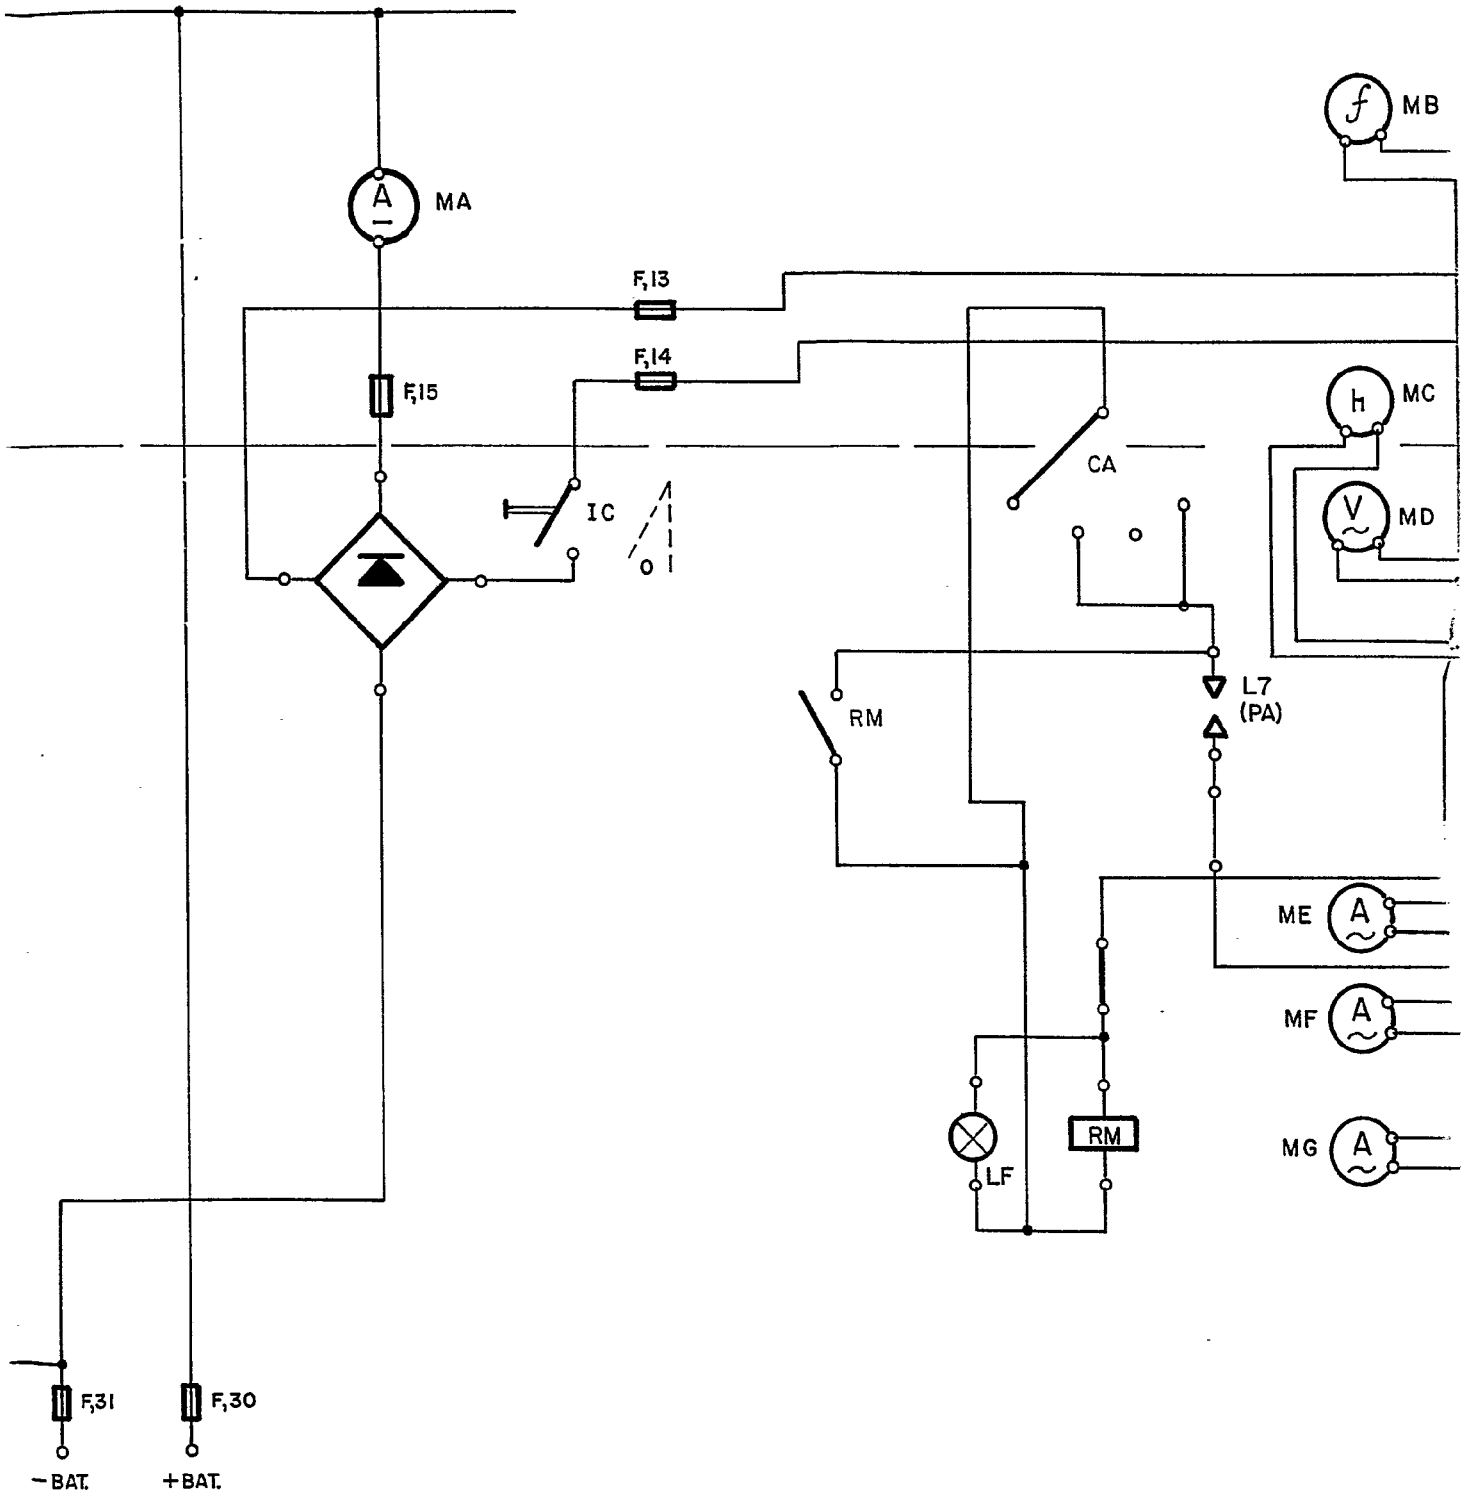 f MB
A MA
F,13
F,14
F,15
h MC
CA
IC
V MD
O
L7
(PA)
RM
ME A
MF A
RM
MG A
LF
F,31
F,30
-BAT.
+BAT.